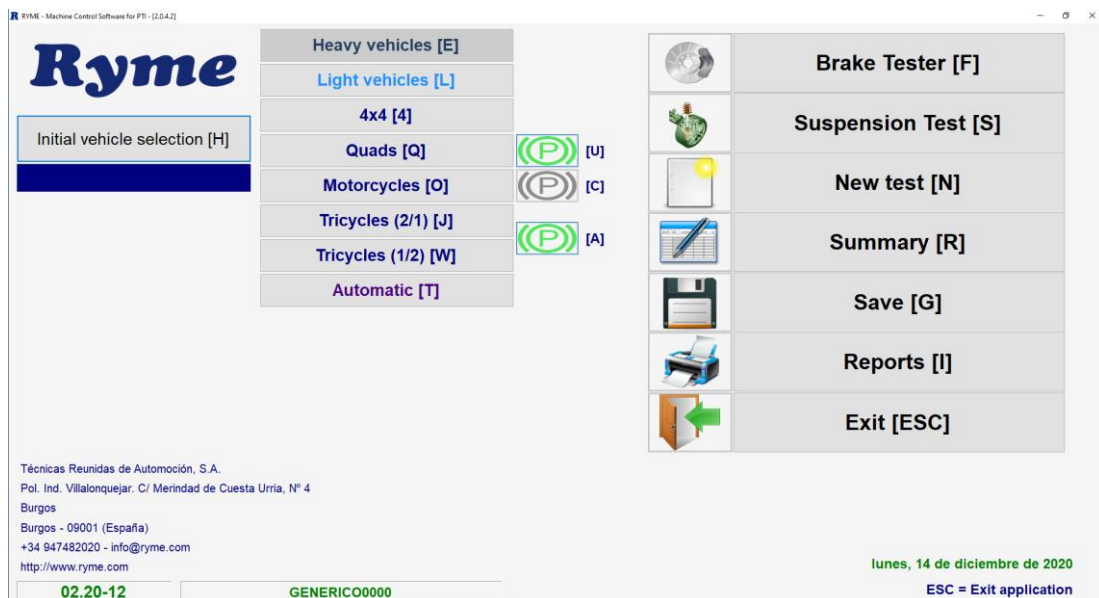 RYME - Machine Control Software for PTI - [2.0.4.2]
Ryme
Initial vehicle selection [H]
Heavy vehicles [E]
Light vehicles [L]
4x4 [4]
Quads [Q]
Motorcycles [O]
Tricycles (2/1) [J]
Tricycles (1/2) [W]
Automatic [T]
(P) [U]
(P) [C]
(P) [A]
Brake Tester [F]
Suspension Test [S]
New test [N]
Summary [R]
Save [G]
Reports [I]
Exit [ESC]
Técnicas Reunidas de Automoción, S.A.
Pol. Ind. Villalonquejar. C/ Merindad de Cuesta Urria, Nº 4
Burgos
Burgos - 09001 (España)
+34 947482020 - info@ryme.com
http://www.ryme.com
02.20-12
GENERICO0000
lunes, 14 de diciembre de 2020
ESC = Exit application